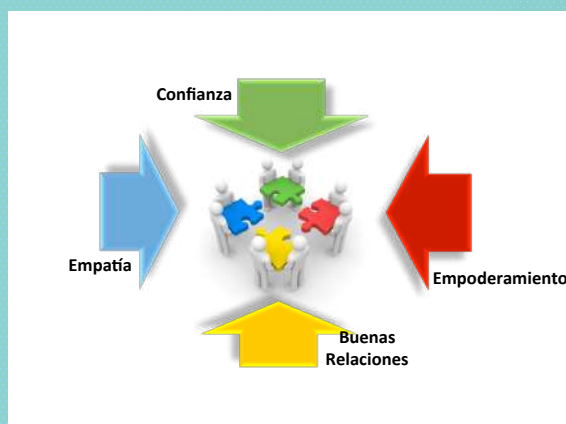 Confianza
Empatía
Empoderamiento
Buenas
Relaciones